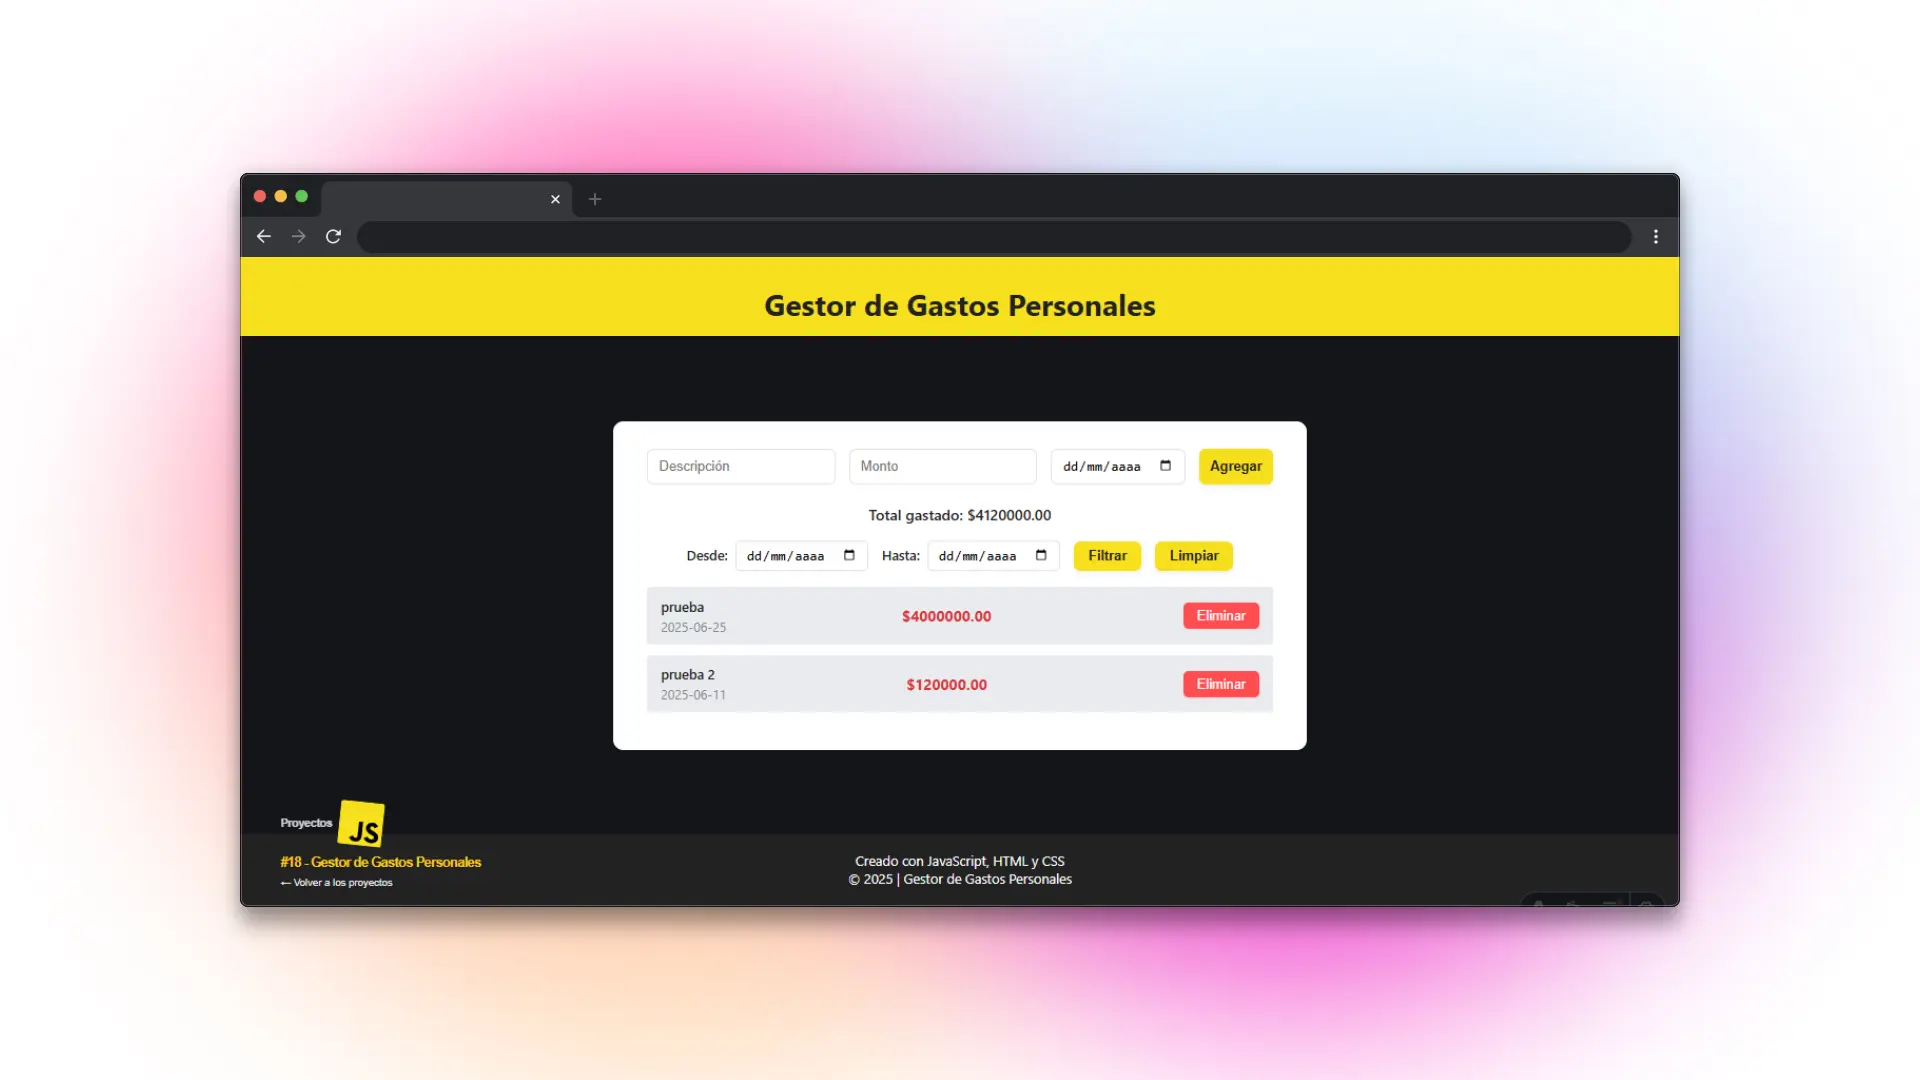 Gestor de Gastos Personales
Descripción Monto dd/mm/aaaa Agregar
Total gastado: $4120000.00
Desde: dd/mm/aaaa Hasta: dd/mm/aaaa Filtrar Limpiar
prueba
2025-06-25
$4000000.00
Eliminar
prueba 2
2025-06-11
$120000.00
Eliminar
Proyectos JS
#18 - Gestor de Gastos Personales
← Volver a los proyectos
Creado con JavaScript, HTML y CSS
© 2025 | Gestor de Gastos Personales